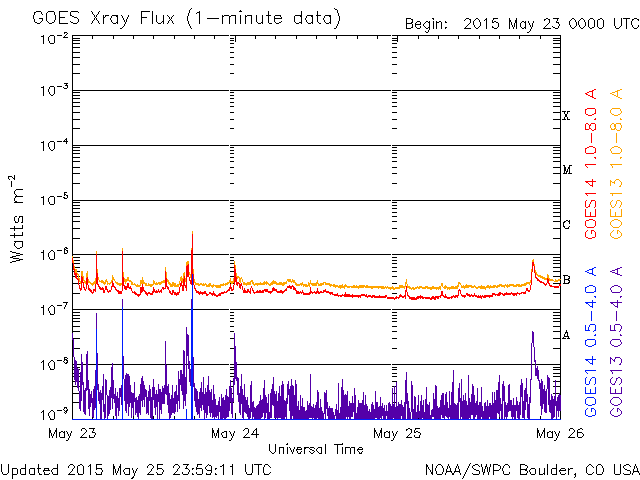 GOES Xray Flux (1-minute data)
Begin: 2015 May 23 0000 UTC
10-2
10-3
10-4
10-5
10-6
10-7
10-8
10-9
Watts m-2
X
M
C
B
A
GOES14 1.0-8.0 A
GOES13 1.0-8.0 A
GOES14 0.5-4.0 A
GOES13 0.5-4.0 A
May 23
May 24
May 25
May 26
Universal Time
Updated 2015 May 25 23:59:11 UTC
NOAA/SWPC Boulder, CO USA